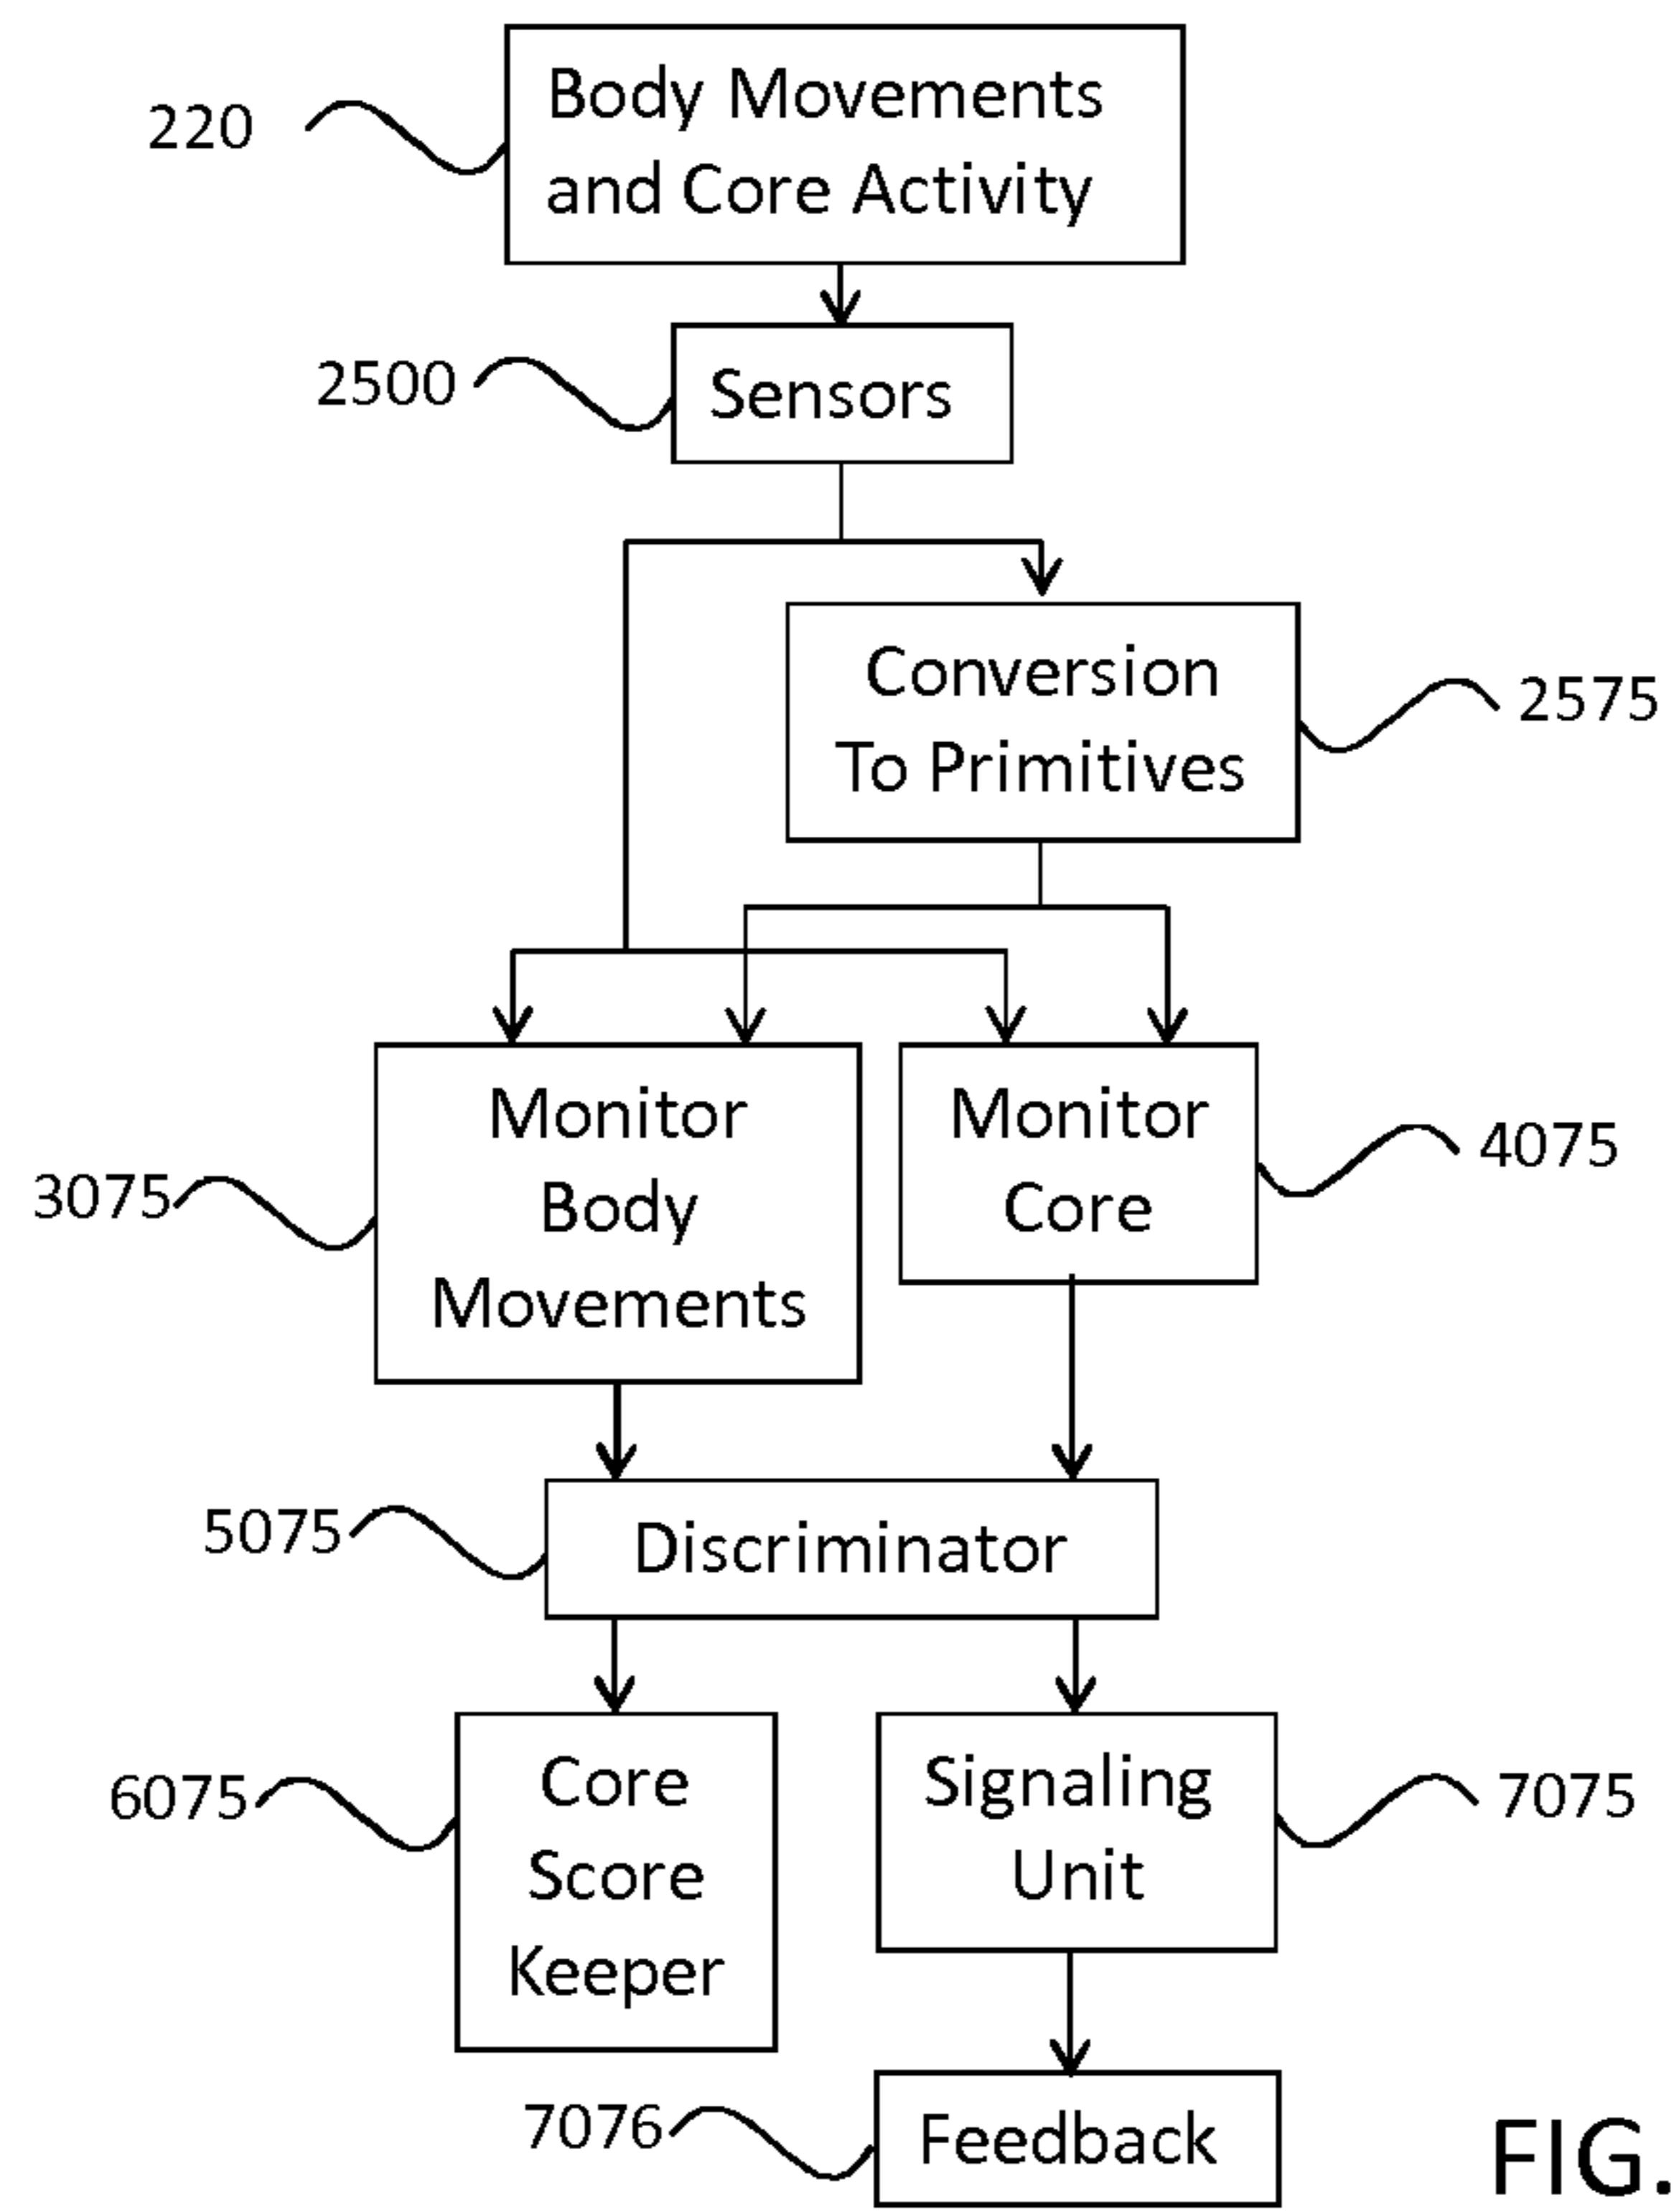 Body Movements
and Core Activity
220
Sensors
2500
Conversion
To Primitives
2575
Monitor
Body
Movements
3075
Monitor
Core
4075
Discriminator
5075
Core
Score
Keeper
6075
Signaling
Unit
7075
Feedback
7076
FIG.